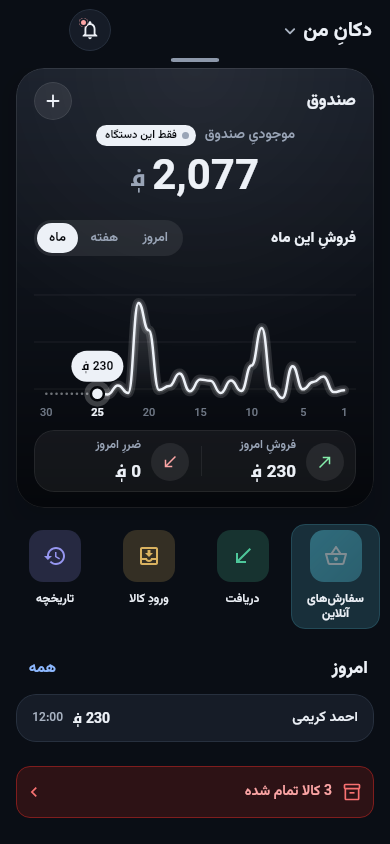 دکانِ من
صندوق
موجودیِ صندوق فقط این دستگاه
2,077 ؋
فروشِ این ماه
امروز هفته ماه
230 ؋
1 5 10 15 20 25 30
فروشِ امروز
230 ؋
ضررِ امروز
0 ؋
سفارش‌های
آنلاین
دریافت
ورودِ کالا
تاریخچه
امروز همه
احمد کریمی 230 ؋ 12:00
3 کالا تمام شده